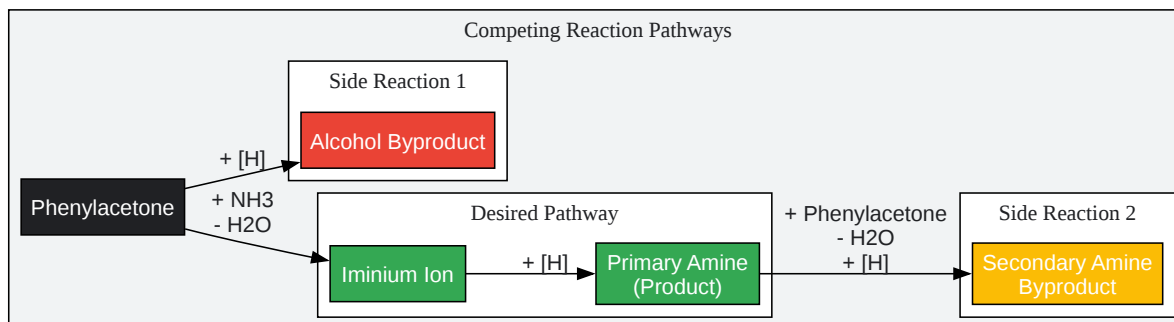 Competing Reaction Pathways
Side Reaction 1
Alcohol Byproduct
+ [H]
Phenylacetone
+ NH3
- H2O
Desired Pathway
Iminium Ion
+ [H]
Primary Amine
(Product)
+ Phenylacetone
- H2O
+ [H]
Side Reaction 2
Secondary Amine
Byproduct